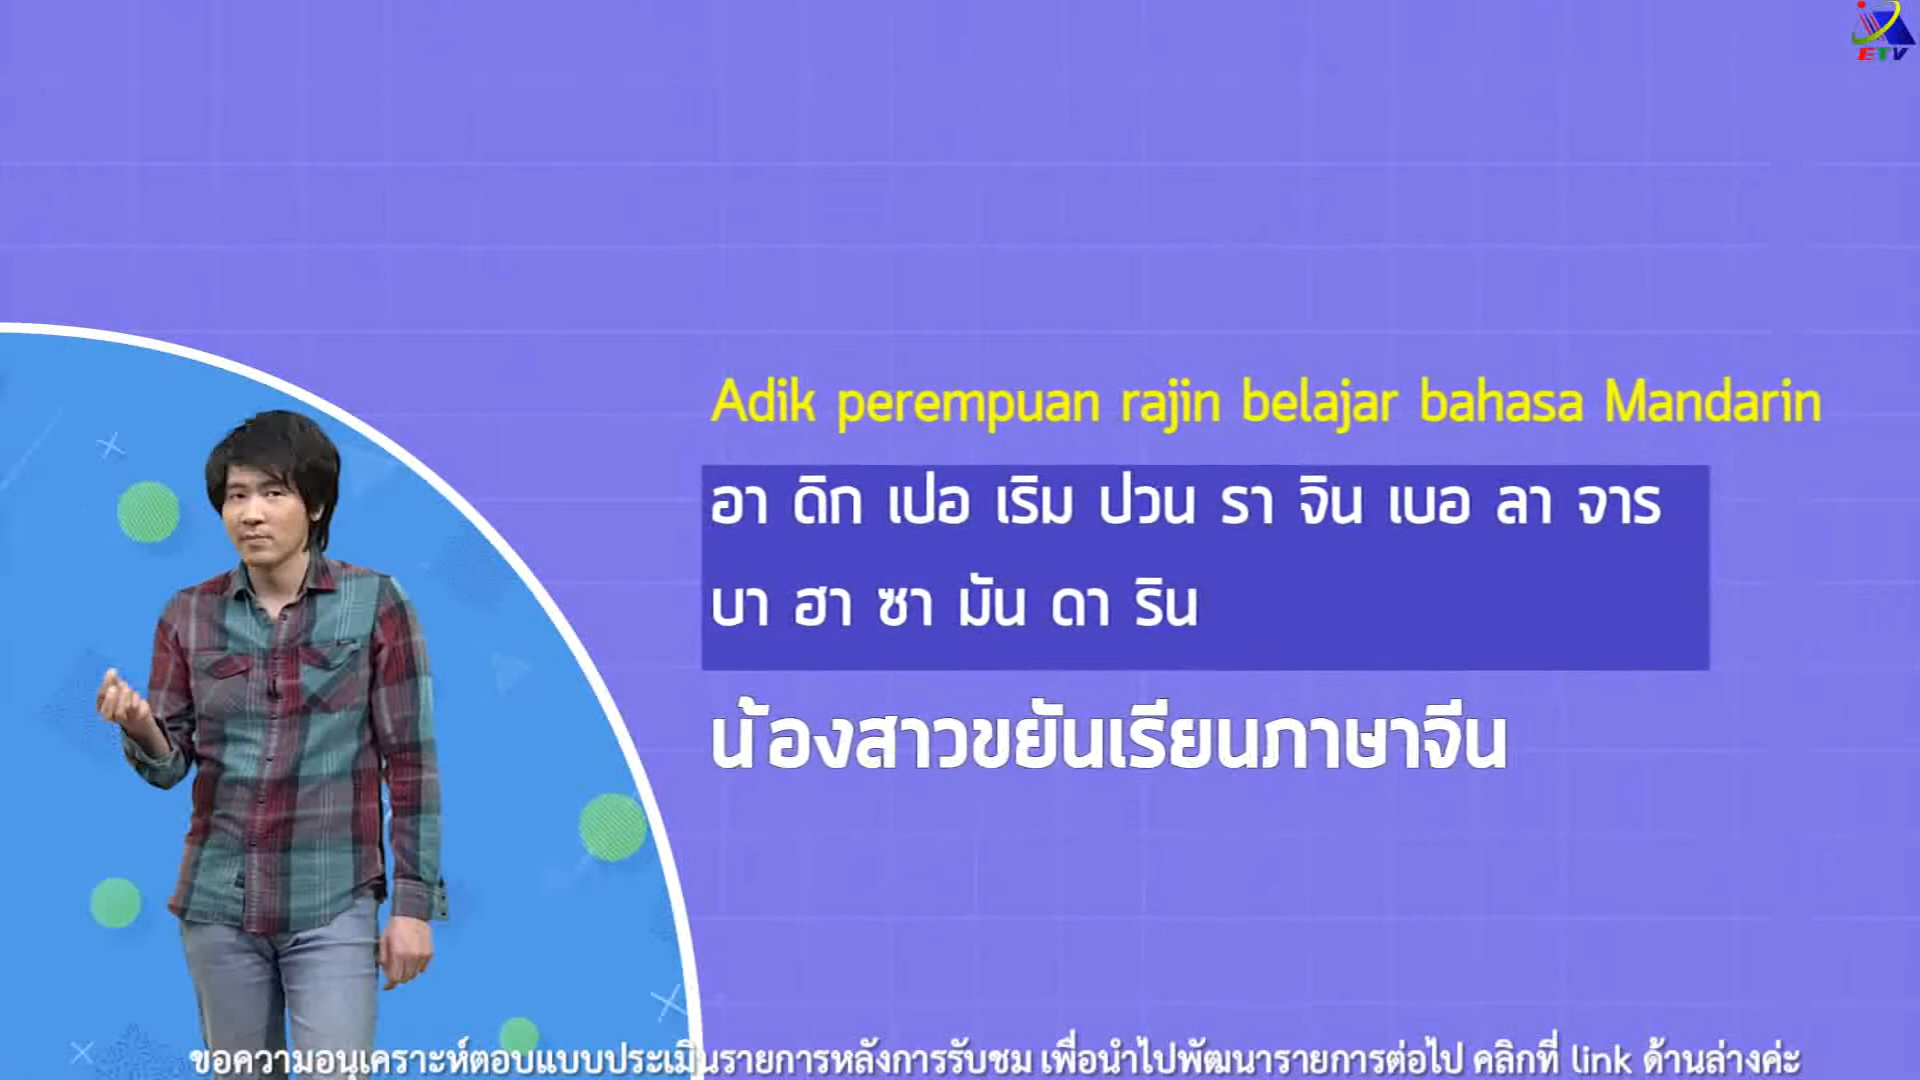 ETV
Adik perempuan rajin belajar bahasa Mandarin
อา ดิก เปอ เริม ปวน รา จิน เบอ ลา จาร
บา ฮา ซา มัน ดา ริน
น้องสาวขยันเรียนภาษาจีน
ขอความอนุเคราะห์ตอบแบบประเมินรายการหลังการรับชม เพื่อนำไปพัฒนารายการต่อไป คลิกที่ link ด้านล่างค่ะ